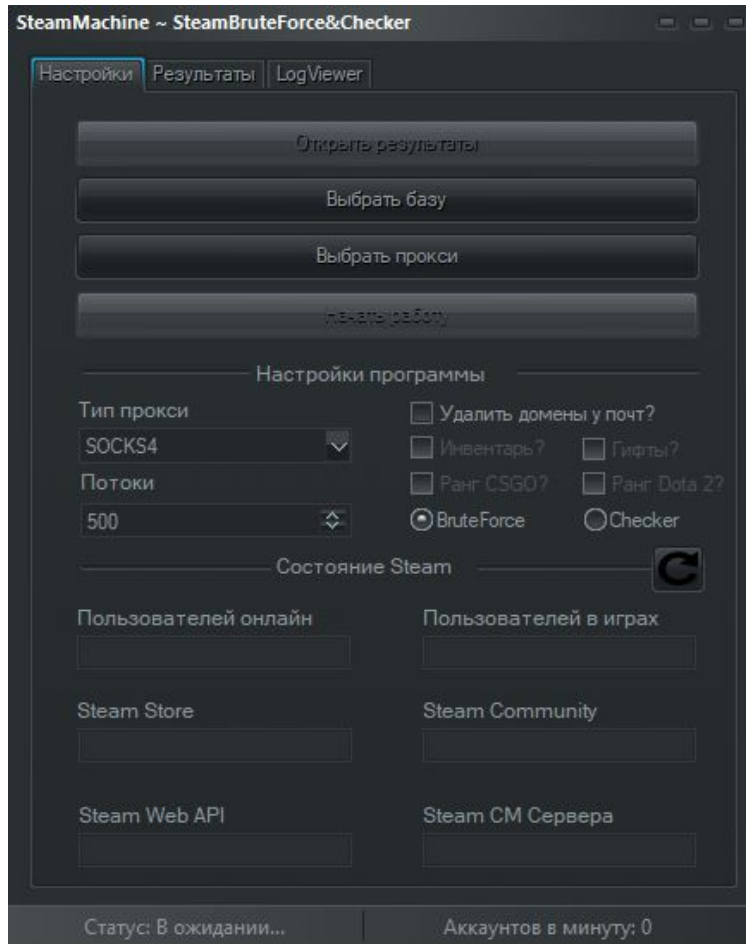 SteamMachine ~ SteamBruteForce&Checker
Настройки Результаты LogViewer
Открыть результаты
Выбрать базу
Выбрать прокси
Начать работу
Настройки программы
Тип прокси
Удалить домены у почт?
SOCKS4
Инвентарь? Гифты?
Потоки
Ранг CSGO? Ранг Dota 2?
500
BruteForce Checker
Состояние Steam
Пользователей онлайн Пользователей в играх
Steam Store Steam Community
Steam Web API Steam CM Сервера
Статус: В ожидании... Аккаунтов в минуту: 0